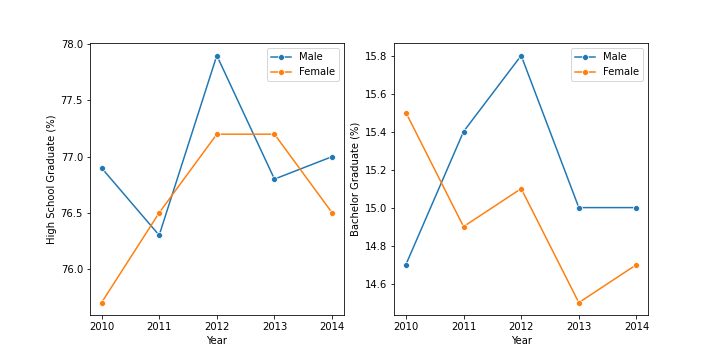 High School Graduate (%)
78.0
77.5
77.0
76.5
76.0
2010 2011 2012 2013 2014
Year
Male
Female
Bachelor Graduate (%)
15.8
15.6
15.4
15.2
15.0
14.8
14.6
2010 2011 2012 2013 2014
Year
Male
Female